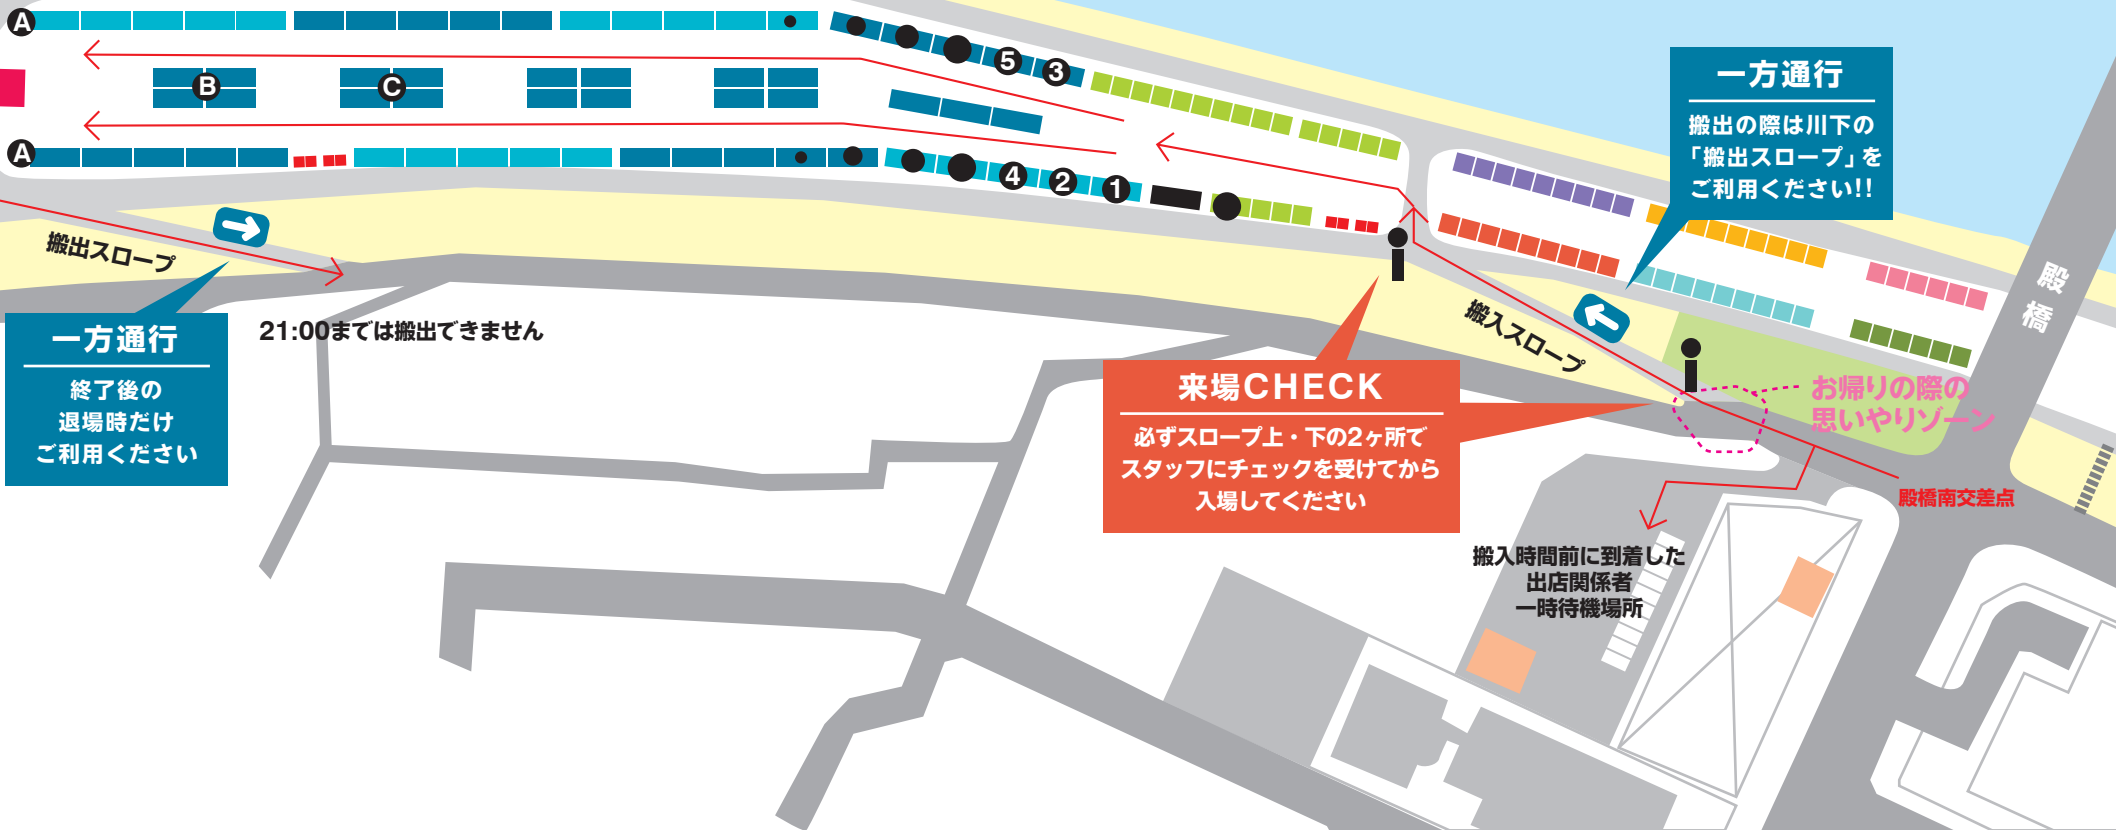 A
5
3
B
C
A
4
2
1
一方通行
搬出の際は川下の
「搬出スロープ」を
ご利用ください!!
殿橋
搬出スロープ
一方通行
終了後の
退場時だけ
ご利用ください
21:00までは搬出できません
搬入スロープ
来場CHECK
必ずスロープ上・下の2ヶ所で
スタッフにチェックを受けてから
入場してください
お帰りの際の
思いやりゾーン
殿橋南交差点
搬入時間前に到着した
出店関係者
一時待機場所